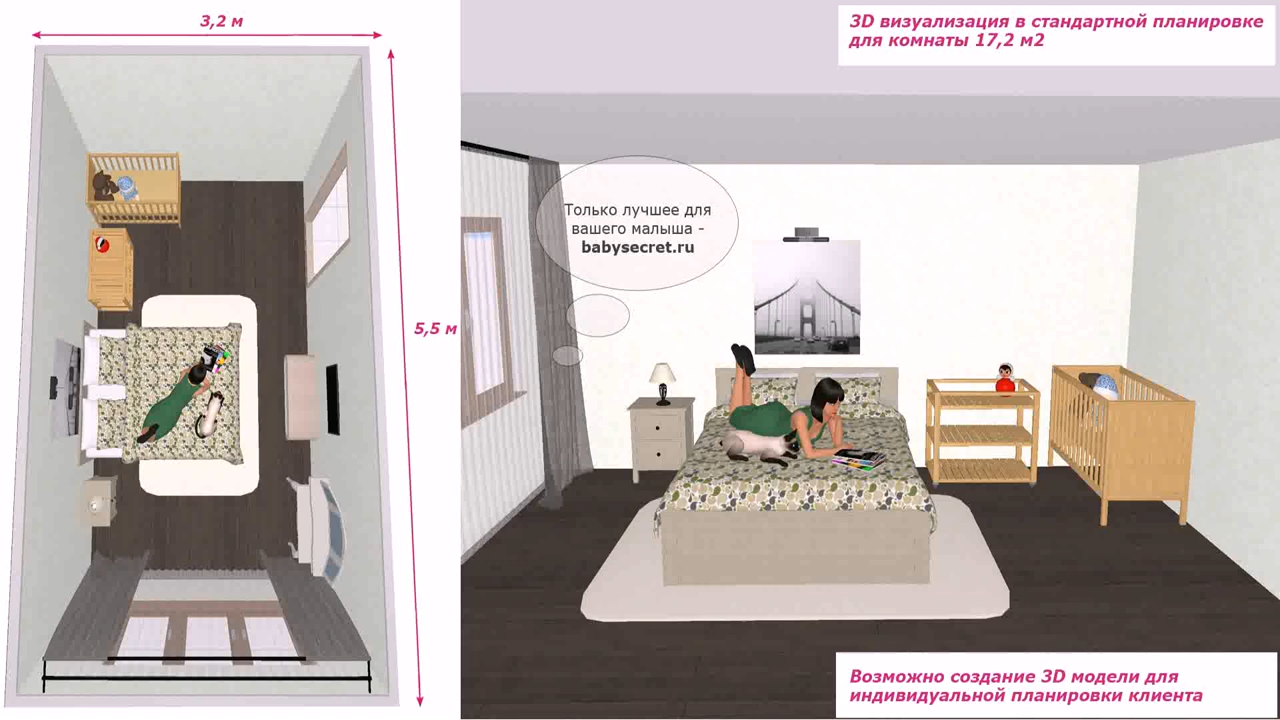 3,2 м
5,5 м
3D визуализация в стандартной планировке
для комнаты 17,2 м2
Только лучшее для
вашего малыша -
babysecret.ru
Возможно создание 3D модели для
индивидуальной планировки клиента